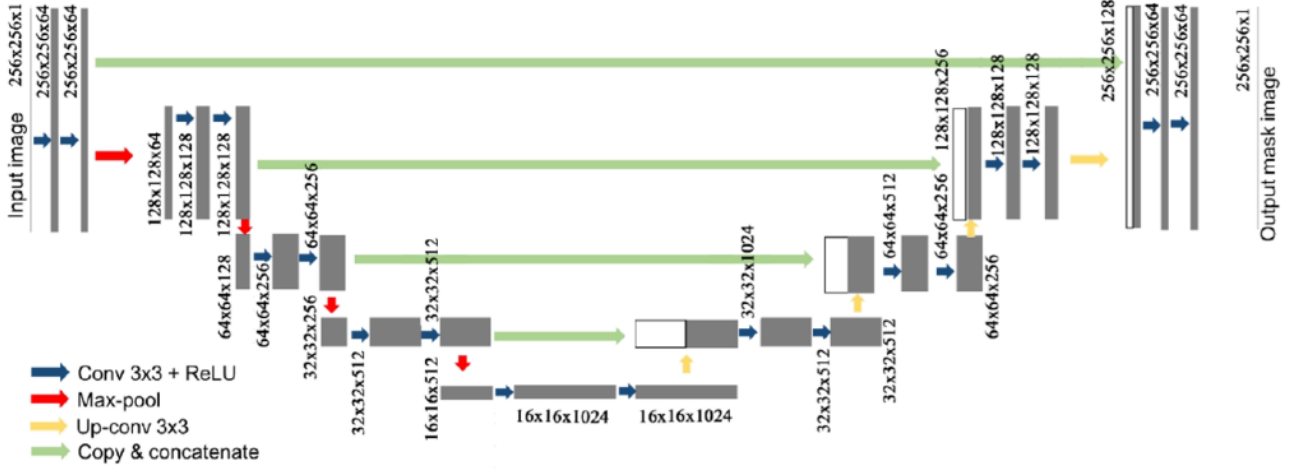 Input image
256x256x1
256x256x64
256x256x64
128x128x64
128x128x128
128x128x128
64x64x128
64x64x256
64x64x256
32x32x256
32x32x512
32x32x512
16x16x512
16x16x1024
16x16x1024
32x32x1024
32x32x512
32x32x512
64x64x512
64x64x256
64x64x256
128x128x256
128x128x128
128x128x128
256x256x128
256x256x64
256x256x64
256x256x1
Output mask image
Conv 3x3 + ReLU
Max-pool
Up-conv 3x3
Copy & concatenate